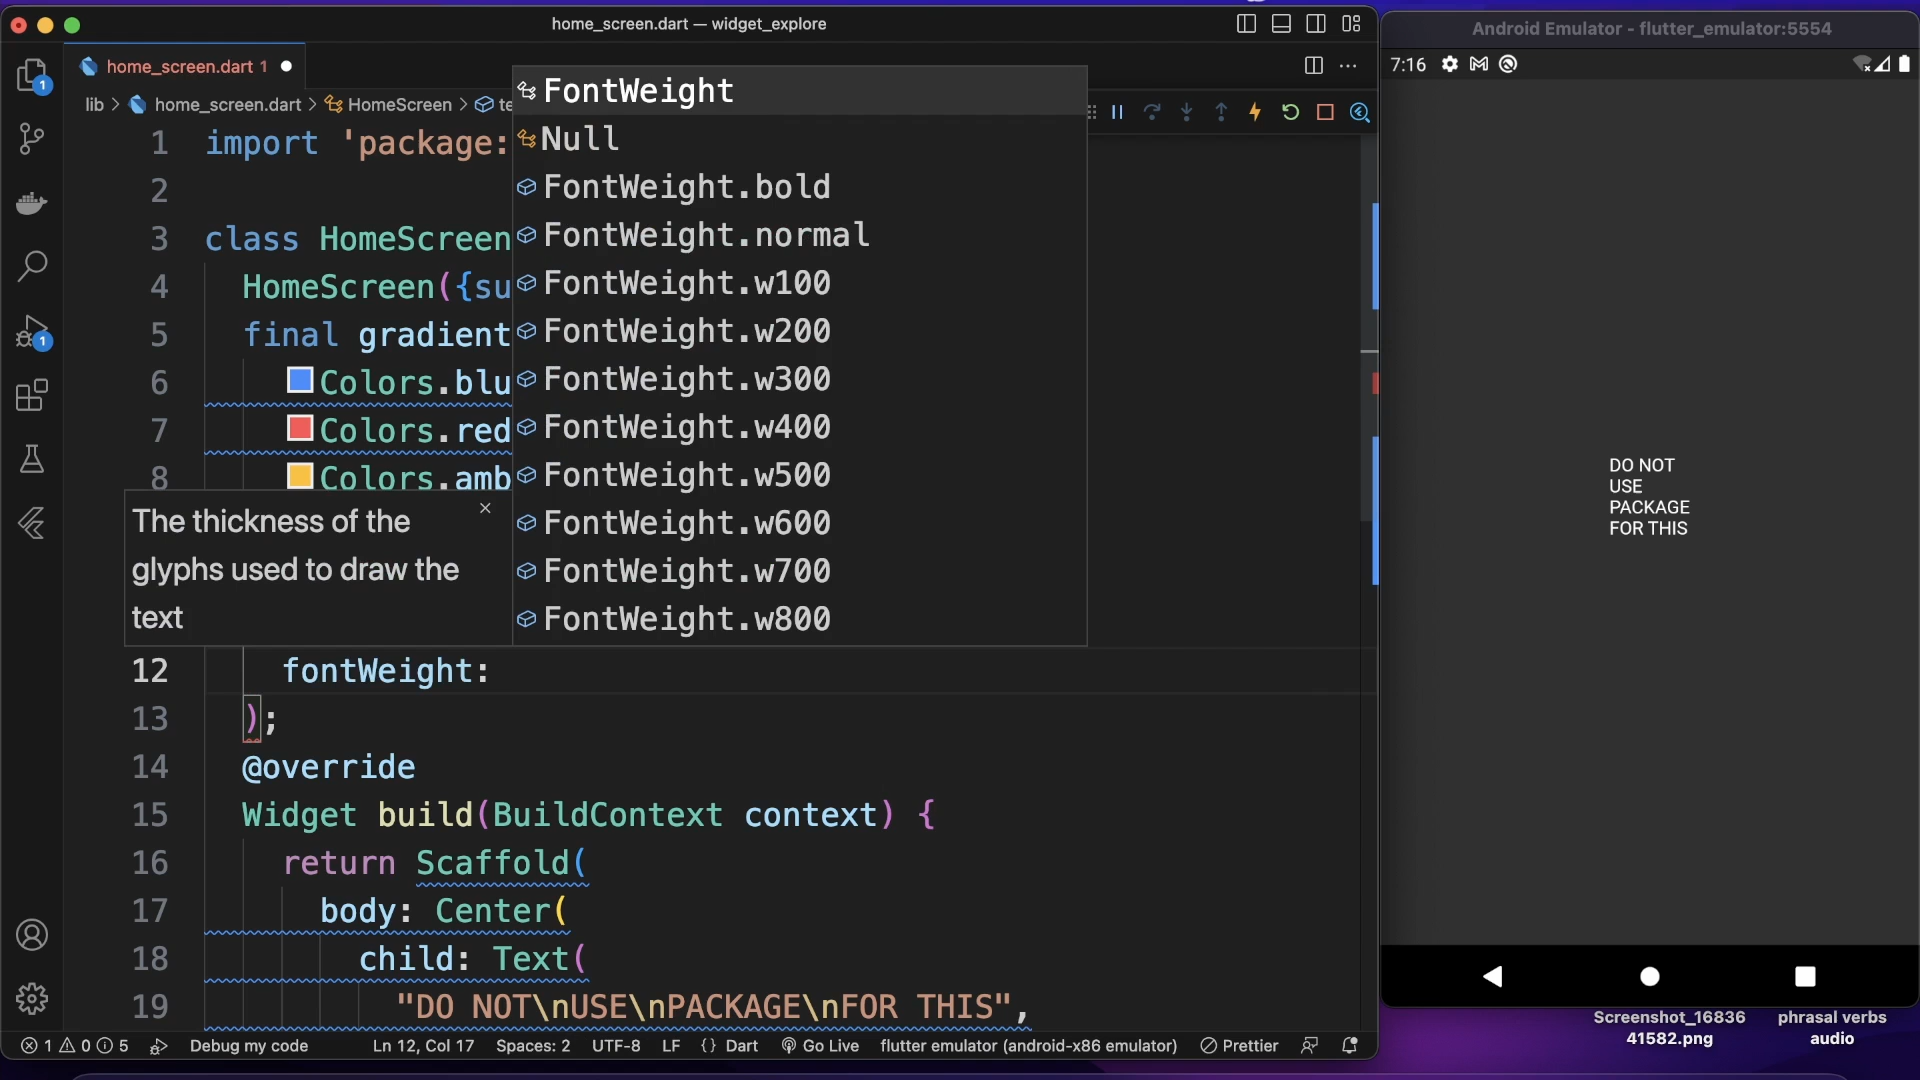 home_screen.dart — widget_explore
Android Emulator - flutter_emulator:5554
home_screen.dart 1
7:16
lib > home_screen.dart > HomeScreen > te
1 import 'package:
2
3 class HomeScreen
4 HomeScreen({su
5 final gradient
6 Colors.blu
7 Colors.red
8 Colors.amb
FontWeight
Null
FontWeight.bold
FontWeight.normal
FontWeight.w100
FontWeight.w200
FontWeight.w300
FontWeight.w400
FontWeight.w500
FontWeight.w600
FontWeight.w700
FontWeight.w800
The thickness of the
glyphs used to draw the
text
12 fontWeight:
13 );
14 @override
15 Widget build(BuildContext context) {
16 return Scaffold(
17 body: Center(
18 child: Text(
19 "DO NOT\nUSE\nPACKAGE\nFOR THIS",
1
1
DO NOT
USE
PACKAGE
FOR THIS
1 0 5 Debug my code Ln 12, Col 17 Spaces: 2 UTF-8 LF {} Dart Go Live flutter emulator (android-x86 emulator) Prettier
Screenshot_16836
41582.png
phrasal verbs
audio